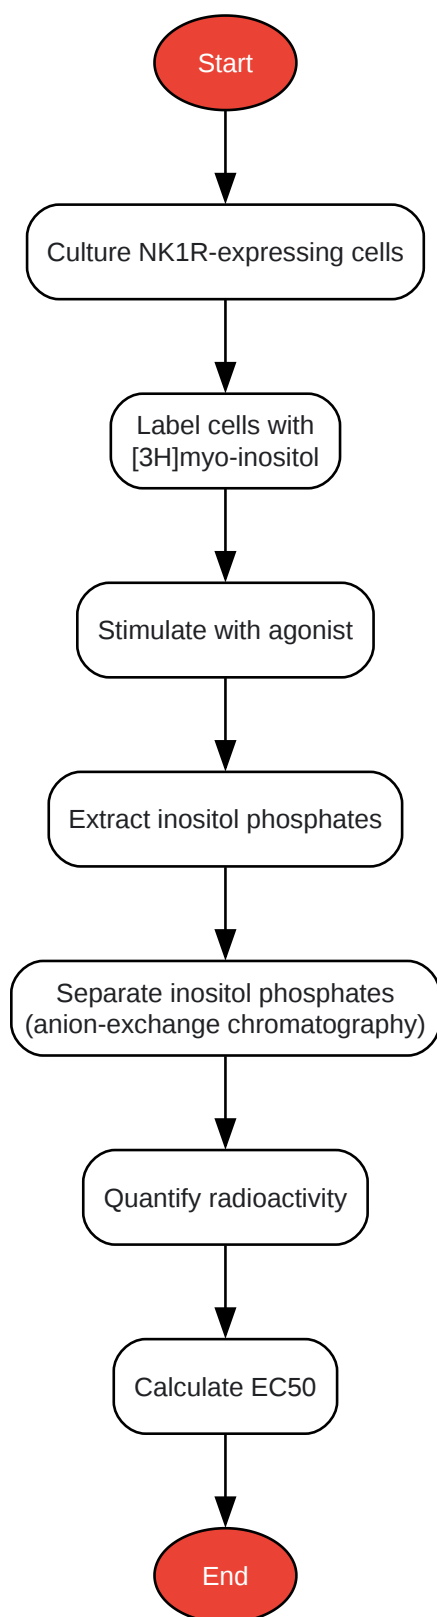 Start
Culture NK1R-expressing cells
Label cells with
[3H]myo-inositol
Stimulate with agonist
Extract inositol phosphates
Separate inositol phosphates
(anion-exchange chromatography)
Quantify radioactivity
Calculate EC50
End